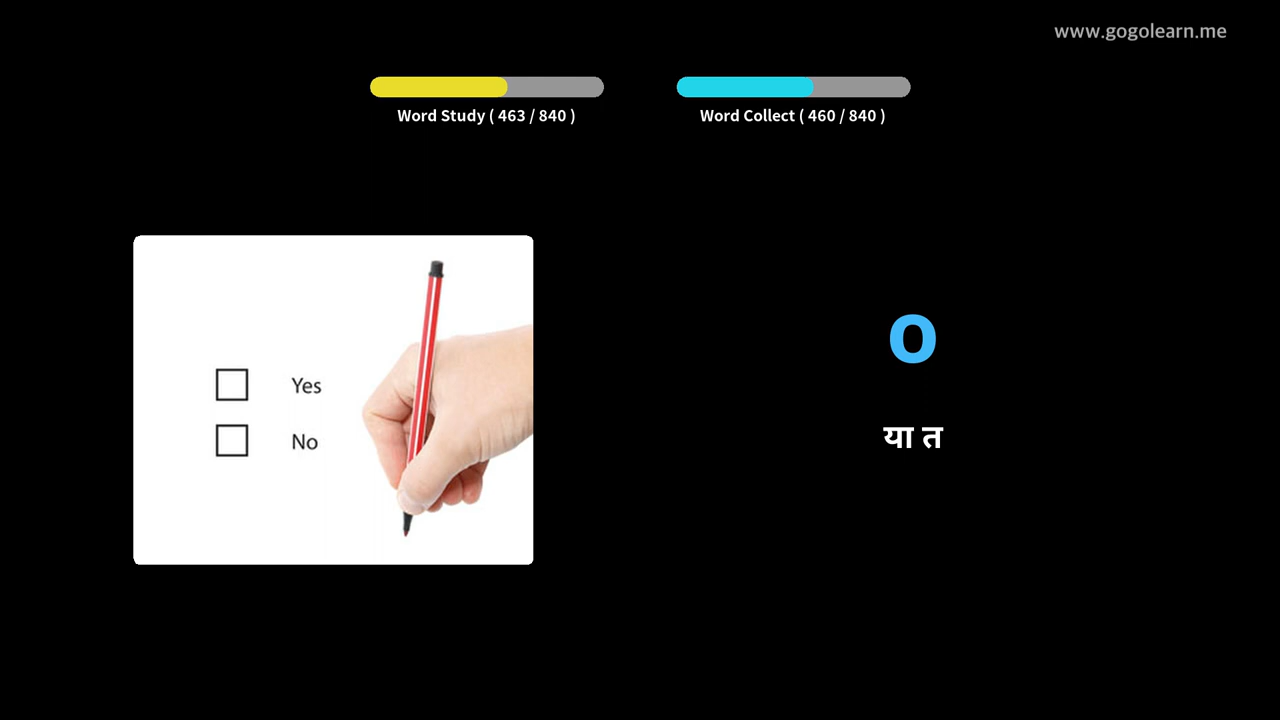 www.gogolearn.me
Word Study ( 463 / 840 )
Word Collect ( 460 / 840 )
Yes
No
o
या त